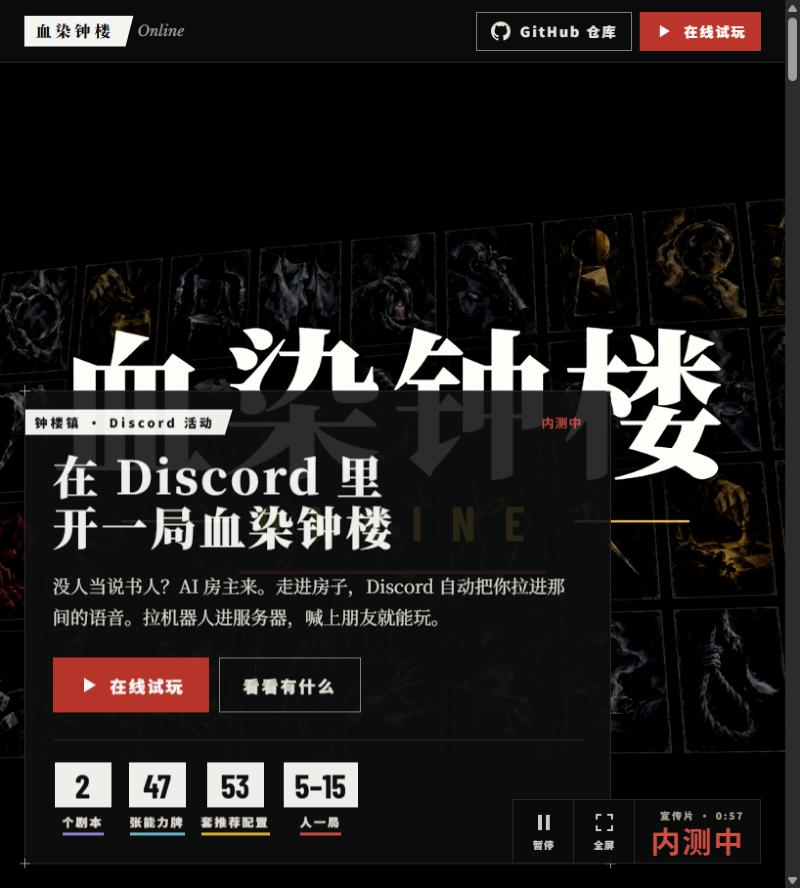 血染钟楼 Online
GitHub 仓库
在线试玩
血染钟楼
钟楼镇 · Discord 活动
内测中
在 Discord 里
开一局血染钟楼
INE
没人当说书人？AI 房主来。走进房子，Discord 自动把你拉进那
间的语音。拉机器人进服务器，喊上朋友就能玩。
在线试玩
看看有什么
2
个剧本
47
张能力牌
53
套推荐配置
5–15
人一局
暂停
全屏
宣传片 · 0:57
内测中